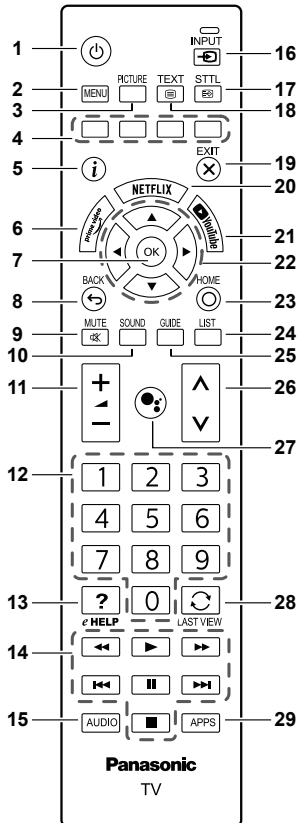 INPUT
1
16
PICTURE TEXT STTL
2 MENU
17
3
18
4
EXIT
19
5 i
20
NETFLIX
6 prime video
YouTube 21
7 OK
22
BACK HOME
8
23
MUTE SOUND GUIDE LIST
9
24
10
25
11 +
26
−
27
12
1 2 3
4 5 6
7 8 9
13 ? 0
28
eHELP LAST VIEW
14
15 AUDIO APPS 29
Panasonic
TV